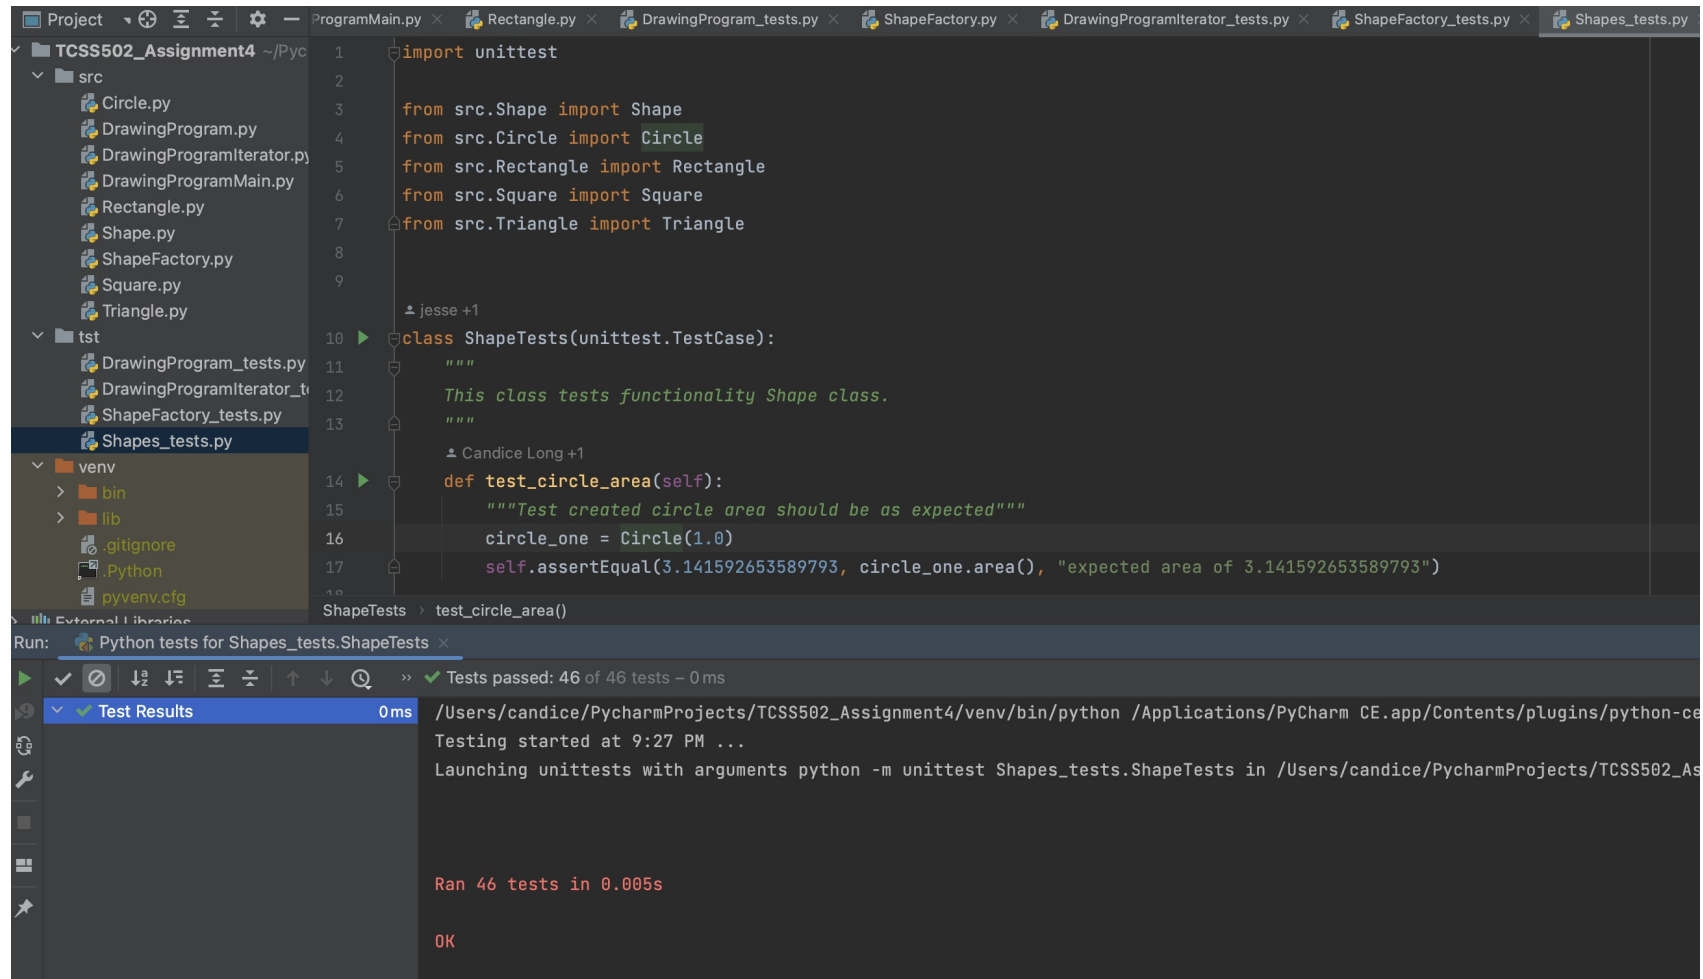 Project
ProgramMain.py
Rectangle.py
DrawingProgram_tests.py
ShapeFactory.py
DrawingProgramIterator_tests.py
ShapeFactory_tests.py
Shapes_tests.py
TCSS502_Assignment4 ~/Pyc
src
Circle.py
DrawingProgram.py
DrawingProgramIterator.py
DrawingProgramMain.py
Rectangle.py
Shape.py
ShapeFactory.py
Square.py
Triangle.py
tst
DrawingProgram_tests.py
DrawingProgramIterator_te
ShapeFactory_tests.py
Shapes_tests.py
venv
bin
lib
.gitignore
.Python
pyvenv.cfg
External Libraries
1 import unittest
2
3 from src.Shape import Shape
4 from src.Circle import Circle
5 from src.Rectangle import Rectangle
6 from src.Square import Square
7 from src.Triangle import Triangle
8
9
jesse +1
10 class ShapeTests(unittest.TestCase):
11 """
12 This class tests functionality Shape class.
13 """
Candice Long +1
14 def test_circle_area(self):
15 """Test created circle area should be as expected"""
16 circle_one = Circle(1.0)
17 self.assertEqual(3.141592653589793, circle_one.area(), "expected area of 3.141592653589793")
18
ShapeTests › test_circle_area()
Run: Python tests for Shapes_tests.ShapeTests
» Tests passed: 46 of 46 tests – 0 ms
Test Results 0 ms
/Users/candice/PycharmProjects/TCSS502_Assignment4/venv/bin/python /Applications/PyCharm CE.app/Contents/plugins/python-ce
Testing started at 9:27 PM ...
Launching unittests with arguments python -m unittest Shapes_tests.ShapeTests in /Users/candice/PycharmProjects/TCSS502_As
Ran 46 tests in 0.005s
OK